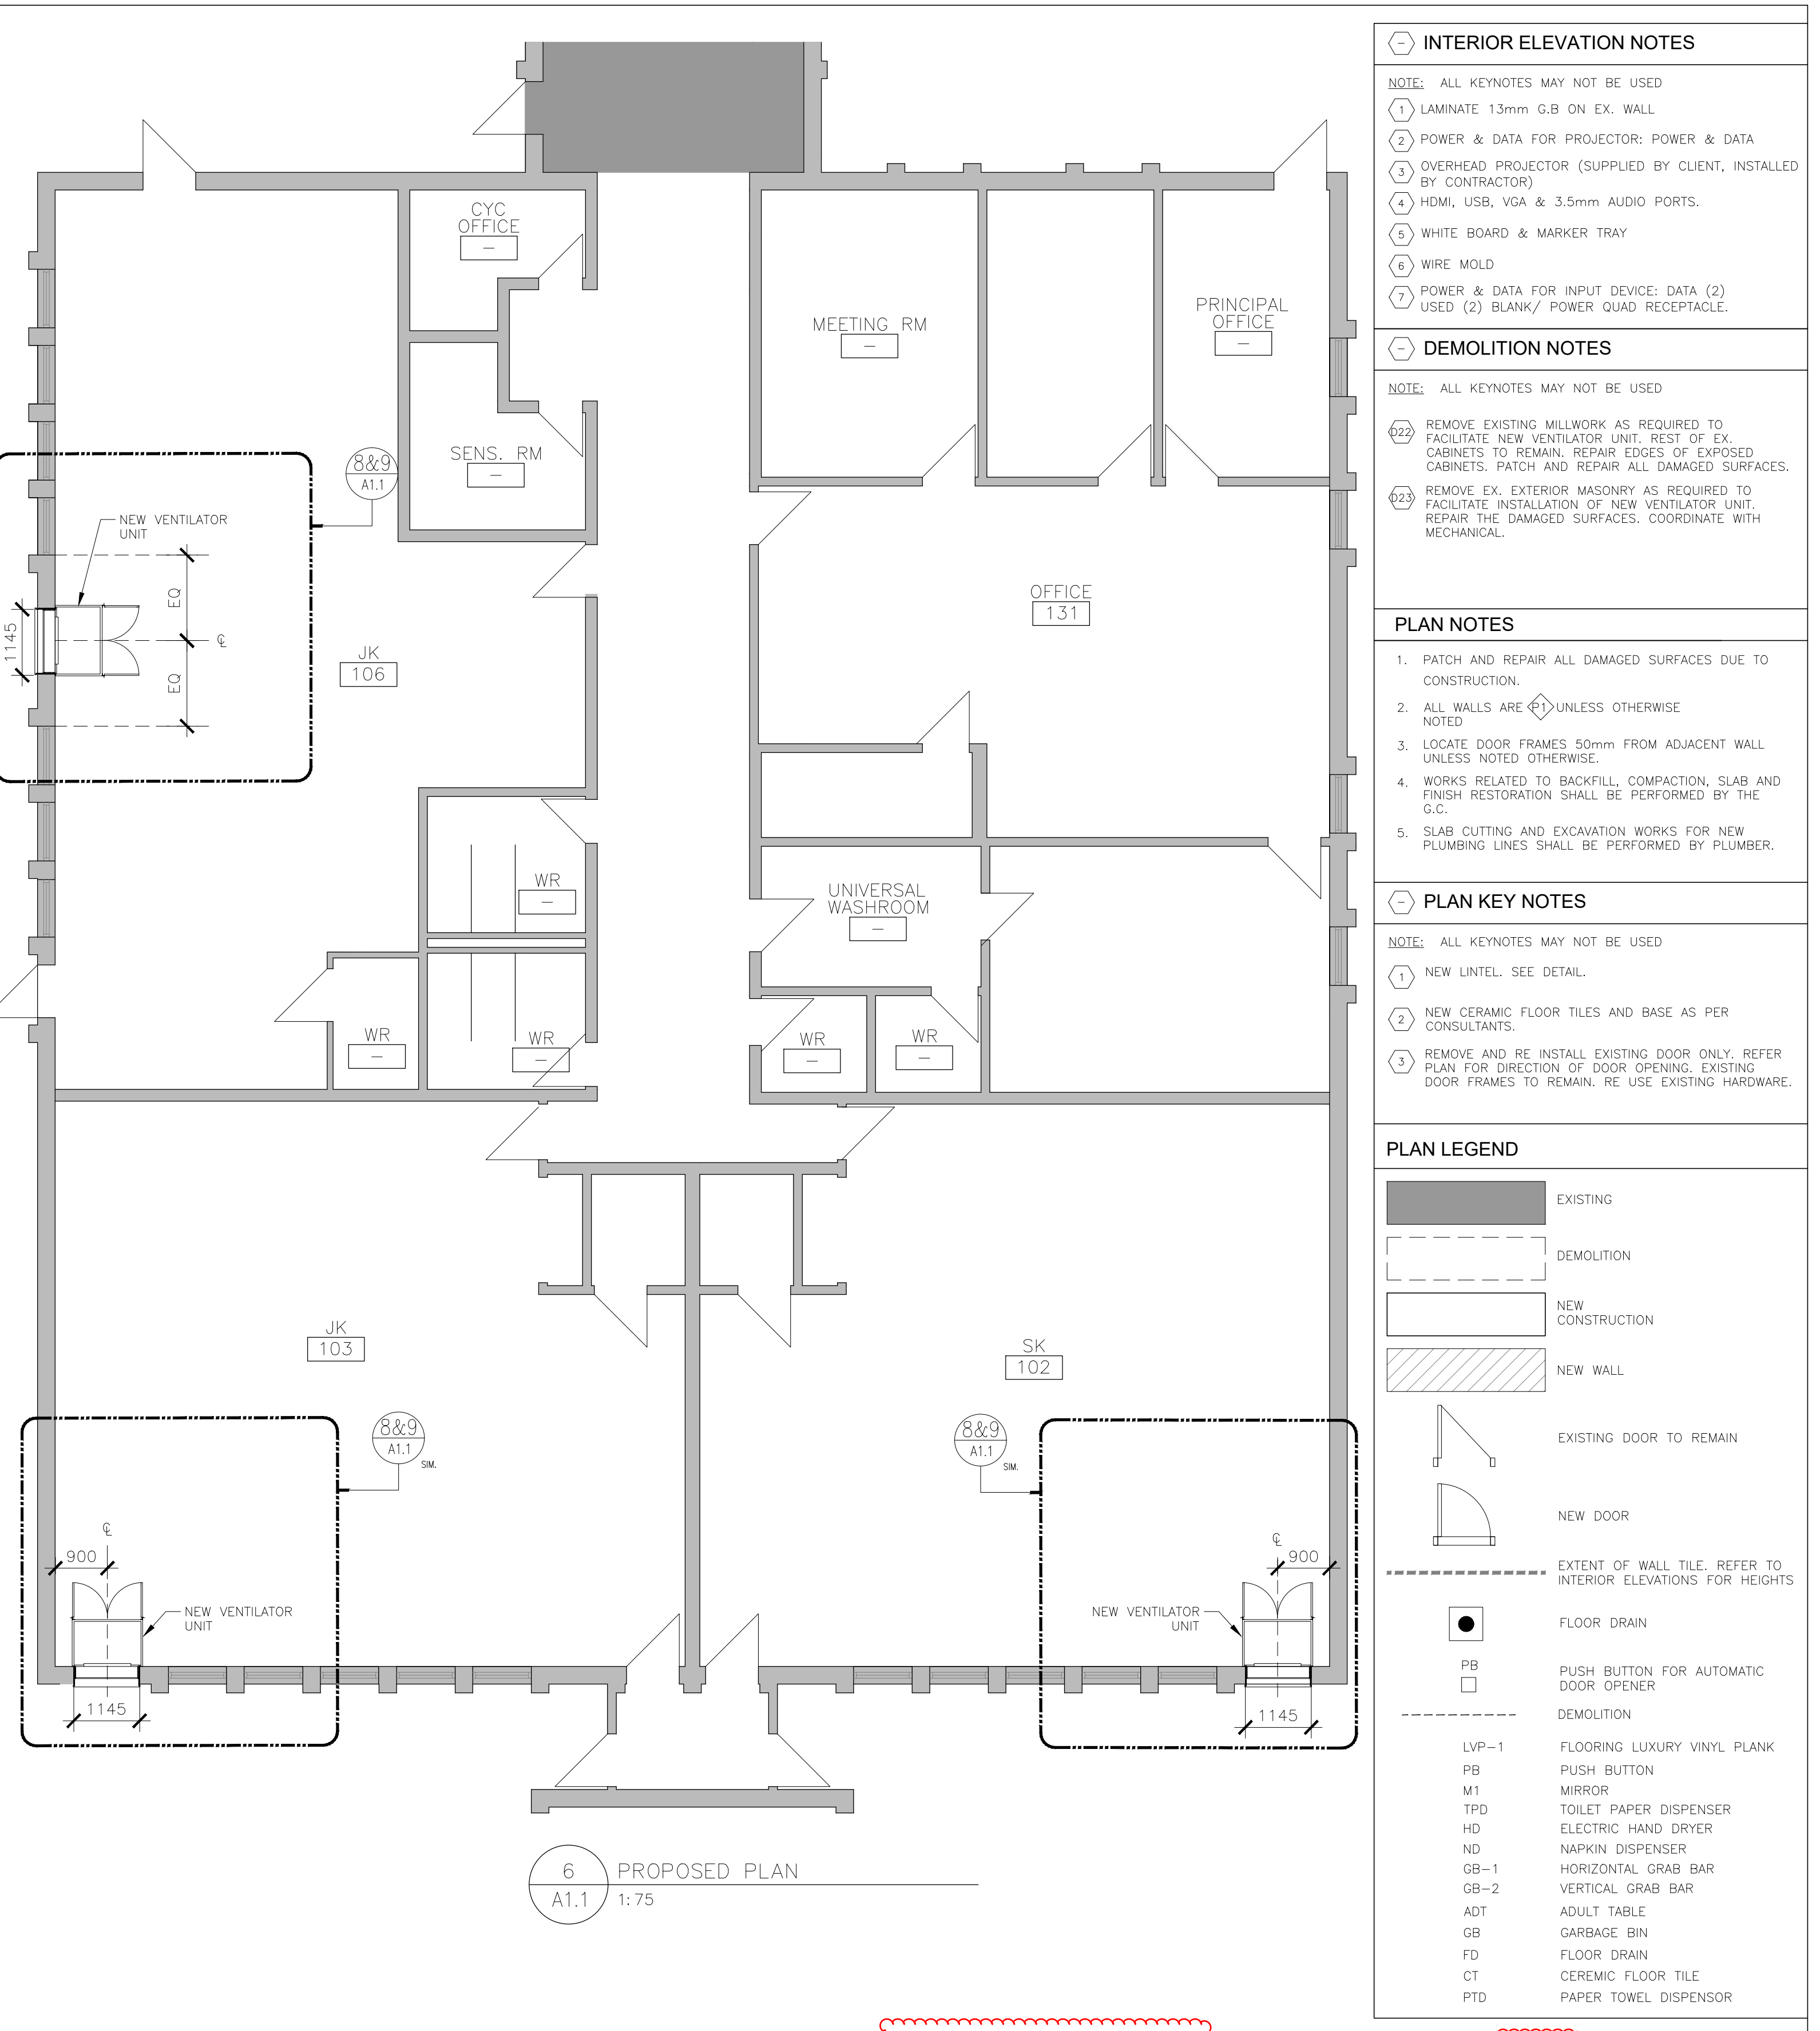 CYC
OFFICE
–
MEETING RM
–
PRINCIPAL
OFFICE
–
SENS. RM
–
8&9
A1.1
NEW VENTILATOR
UNIT
EQ
EQ
1145
℄
JK
106
OFFICE
131
WR
–
UNIVERSAL
WASHROOM
–
WR
–
WR
–
WR
–
WR
–
JK
103
SK
102
8&9
A1.1
SIM.
8&9
A1.1
SIM.
℄
900
NEW VENTILATOR
UNIT
1145
℄
900
NEW VENTILATOR
UNIT
1145
6
A1.1
PROPOSED PLAN
1:75
– INTERIOR ELEVATION NOTES
NOTE: ALL KEYNOTES MAY NOT BE USED
1 LAMINATE 13mm G.B ON EX. WALL
2 POWER & DATA FOR PROJECTOR: POWER & DATA
3 OVERHEAD PROJECTOR (SUPPLIED BY CLIENT, INSTALLED
BY CONTRACTOR)
4 HDMI, USB, VGA & 3.5mm AUDIO PORTS.
5 WHITE BOARD & MARKER TRAY
6 WIRE MOLD
7 POWER & DATA FOR INPUT DEVICE: DATA (2)
USED (2) BLANK/ POWER QUAD RECEPTACLE.
– DEMOLITION NOTES
NOTE: ALL KEYNOTES MAY NOT BE USED
D22 REMOVE EXISTING MILLWORK AS REQUIRED TO
FACILITATE NEW VENTILATOR UNIT. REST OF EX.
CABINETS TO REMAIN. REPAIR EDGES OF EXPOSED
CABINETS. PATCH AND REPAIR ALL DAMAGED SURFACES.
D23 REMOVE EX. EXTERIOR MASONRY AS REQUIRED TO
FACILITATE INSTALLATION OF NEW VENTILATOR UNIT.
REPAIR THE DAMAGED SURFACES. COORDINATE WITH
MECHANICAL.
PLAN NOTES
1. PATCH AND REPAIR ALL DAMAGED SURFACES DUE TO
CONSTRUCTION.
2. ALL WALLS ARE P1 UNLESS OTHERWISE
NOTED
3. LOCATE DOOR FRAMES 50mm FROM ADJACENT WALL
UNLESS NOTED OTHERWISE.
4. WORKS RELATED TO BACKFILL, COMPACTION, SLAB AND
FINISH RESTORATION SHALL BE PERFORMED BY THE
G.C.
5. SLAB CUTTING AND EXCAVATION WORKS FOR NEW
PLUMBING LINES SHALL BE PERFORMED BY PLUMBER.
– PLAN KEY NOTES
NOTE: ALL KEYNOTES MAY NOT BE USED
1 NEW LINTEL. SEE DETAIL.
2 NEW CERAMIC FLOOR TILES AND BASE AS PER
CONSULTANTS.
3 REMOVE AND RE INSTALL EXISTING DOOR ONLY. REFER
PLAN FOR DIRECTION OF DOOR OPENING. EXISTING
DOOR FRAMES TO REMAIN. RE USE EXISTING HARDWARE.
PLAN LEGEND
EXISTING
DEMOLITION
NEW
CONSTRUCTION
NEW WALL
EXISTING DOOR TO REMAIN
NEW DOOR
EXTENT OF WALL TILE. REFER TO
INTERIOR ELEVATIONS FOR HEIGHTS
FLOOR DRAIN
PB PUSH BUTTON FOR AUTOMATIC
DOOR OPENER
DEMOLITION
LVP–1 FLOORING LUXURY VINYL PLANK
PB PUSH BUTTON
M1 MIRROR
TPD TOILET PAPER DISPENSER
HD ELECTRIC HAND DRYER
ND NAPKIN DISPENSER
GB–1 HORIZONTAL GRAB BAR
GB–2 VERTICAL GRAB BAR
ADT ADULT TABLE
GB GARBAGE BIN
FD FLOOR DRAIN
CT CEREMIC FLOOR TILE
PTD PAPER TOWEL DISPENSOR